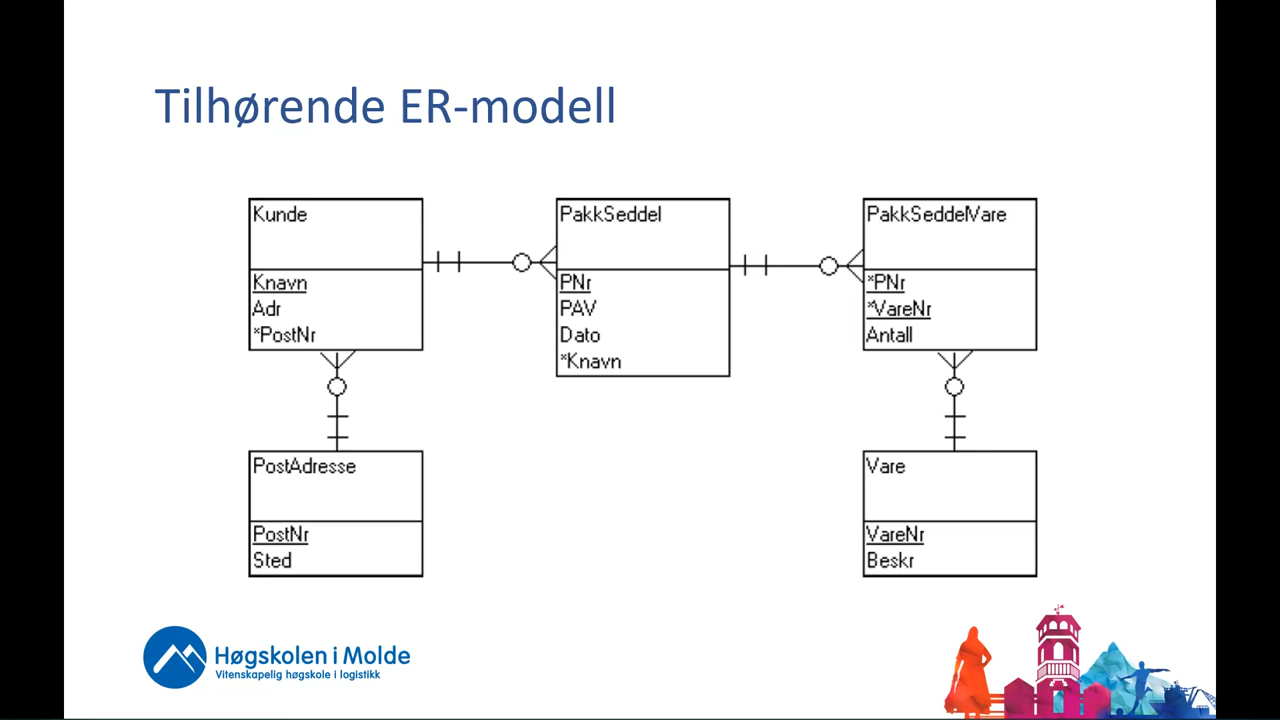 Tilhørende ER-modell
Kunde
Knavn
Adr
*PostNr
PakkSeddel
PNr
PAV
Dato
*Knavn
PakkSeddelVare
*PNr
*VareNr
Antall
PostAdresse
PostNr
Sted
Vare
VareNr
Beskr
Høgskolen i Molde
Vitenskapelig høgskole i logistikk